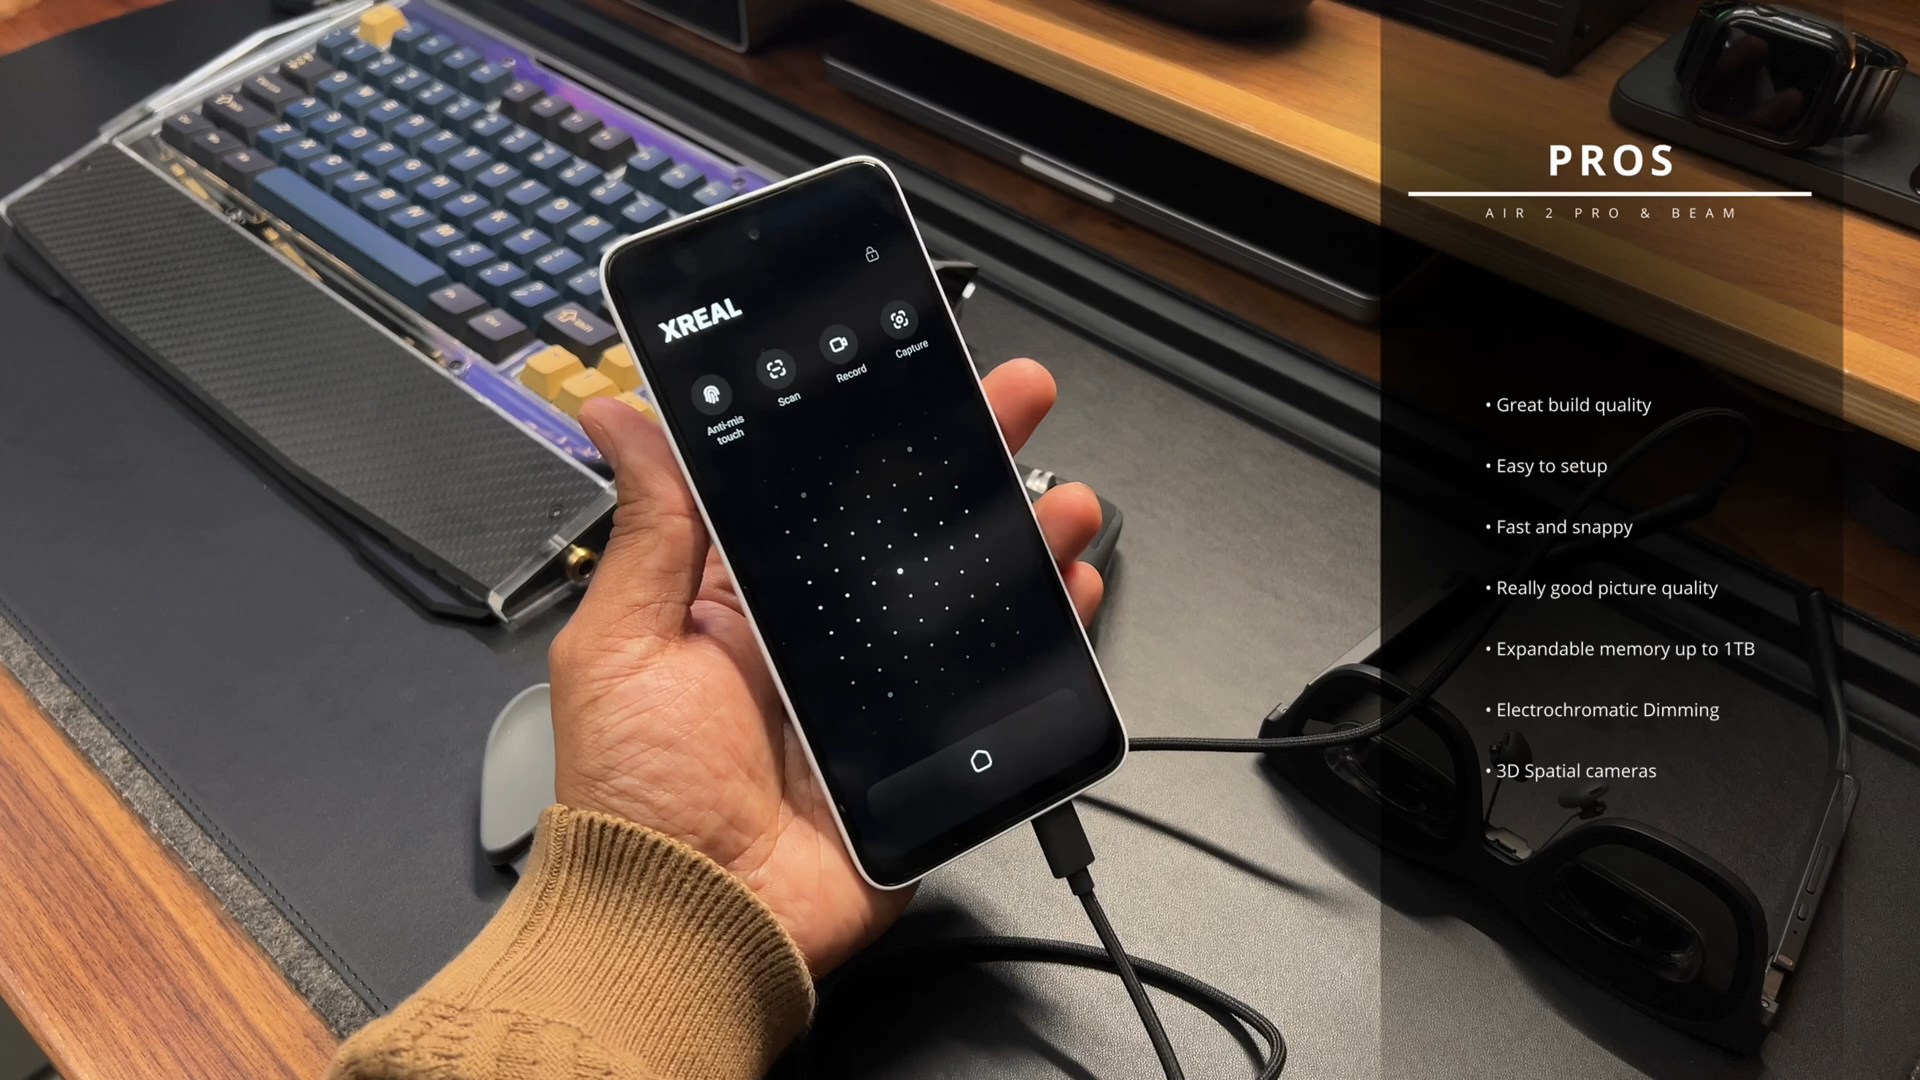 PROS
AIR 2 PRO & BEAM
XREAL
Anti-mis
touch
Scan
Record
Capture
• Great build quality
• Easy to setup
• Fast and snappy
• Really good picture quality
• Expandable memory up to 1TB
• Electrochromatic Dimming
• 3D Spatial cameras